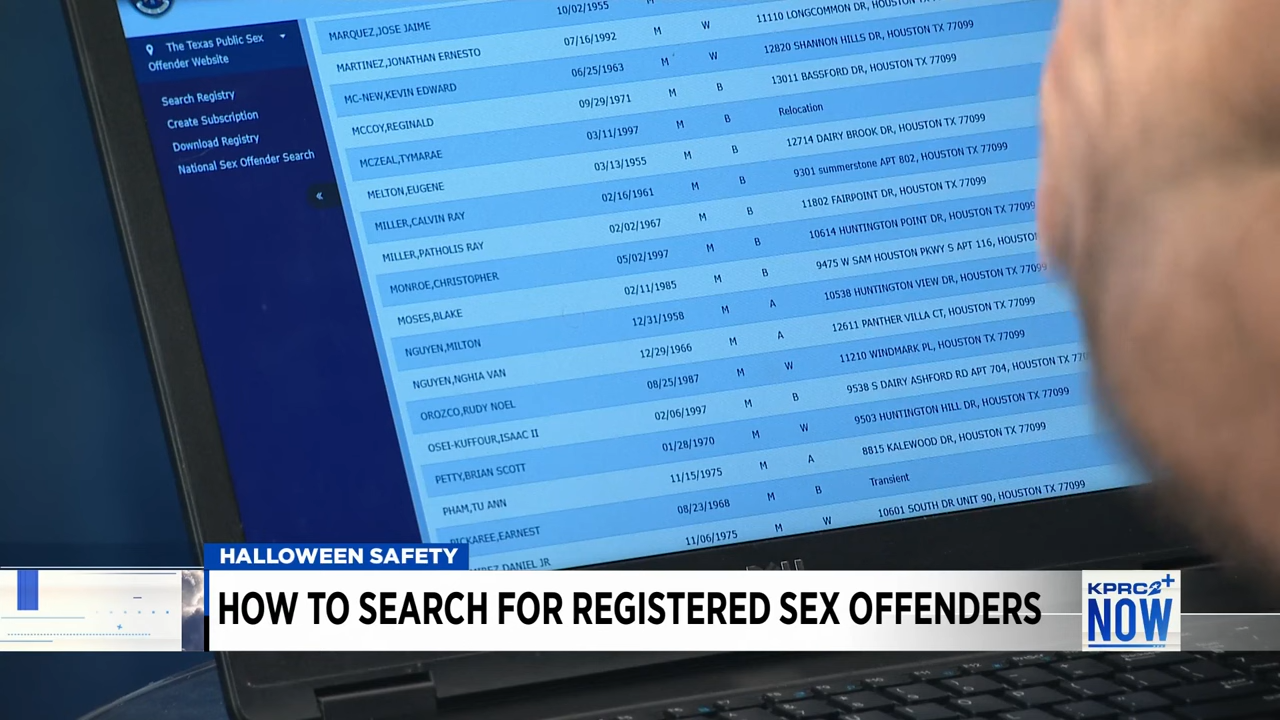 The Texas Public Sex
Offender Website
Search Registry
Create Subscription
Download Registry
National Sex Offender Search
«
MARQUEZ,JOSE JAIME 10/02/1955 M
MARTINEZ,JONATHAN ERNESTO 07/16/1992 M W 11110 LONGCOMMON DR, HOUSTON
MC-NEW,KEVIN EDWARD 06/25/1963 M W 12820 SHANNON HILLS DR, HOUSTON TX 77099
MCCOY,REGINALD 09/29/1971 M B 13011 BASSFORD DR, HOUSTON TX 77099
MCZEAL,TYMARAE 03/11/1997 M B Relocation
MELTON,EUGENE 03/13/1955 M B 12714 DAIRY BROOK DR, HOUSTON TX 77099
MILLER,CALVIN RAY 02/16/1961 M B 9301 summerstone APT 802, HOUSTON TX 77099
MILLER,PATHOLIS RAY 02/02/1967 M B 11802 FAIRPOINT DR, HOUSTON TX 77099
MONROE,CHRISTOPHER 05/02/1997 M B 10614 HUNTINGTON POINT DR, HOUSTON TX 77099
MOSES,BLAKE 02/11/1985 M B 9475 W SAM HOUSTON PKWY S APT 116,
NGUYEN,MILTON 12/31/1958 M A 10538 HUNTINGTON VIEW DR, HOUSTON TX 77099
NGUYEN,NGHIA VAN 12/29/1966 M A 12611 PANTHER VILLA CT, HOUSTON TX 77099
OROZCO,RUDY NOEL 08/25/1987 M W 11210 WINDMARK PL, HOUSTON TX 77099
OSEI-KUFFOUR,ISAAC II 02/06/1997 M B 9538 S DAIRY ASHFORD RD APT 704, HOUSTON TX
PETTY,BRIAN SCOTT 01/28/1970 M W 9503 HUNTINGTON HILL DR, HOUSTON TX 77099
PHAM,TU ANN 11/15/1975 M A 8815 KALEWOOD DR, HOUSTON TX 77099
EARNEST 08/23/1968 M B Transient
DANIEL JR 11/06/1975 M W 10601 SOUTH DR UNIT 90, HOUSTON TX 77099
HALLOWEEN SAFETY
HOW TO SEARCH FOR REGISTERED SEX OFFENDERS
KPRC2+
NOW